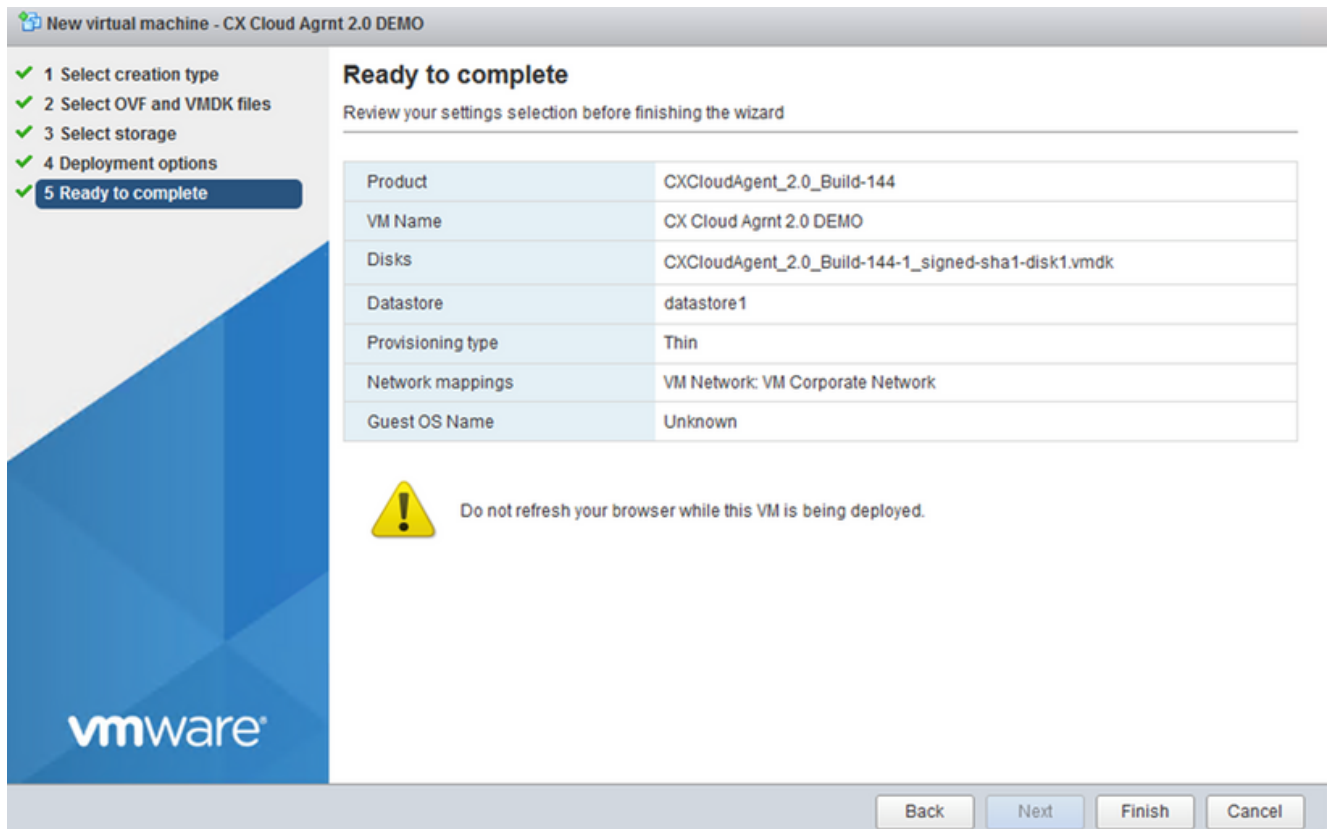 New virtual machine - CX Cloud Agrnt 2.0 DEMO
1 Select creation type
2 Select OVF and VMDK files
3 Select storage
4 Deployment options
5 Ready to complete
Ready to complete
Review your settings selection before finishing the wizard
Product CXCloudAgent_2.0_Build-144
VM Name CX Cloud Agrnt 2.0 DEMO
Disks CXCloudAgent_2.0_Build-144-1_signed-sha1-disk1.vmdk
Datastore datastore1
Provisioning type Thin
Network mappings VM Network: VM Corporate Network
Guest OS Name Unknown
Do not refresh your browser while this VM is being deployed.
vmware®
Back Next Finish Cancel